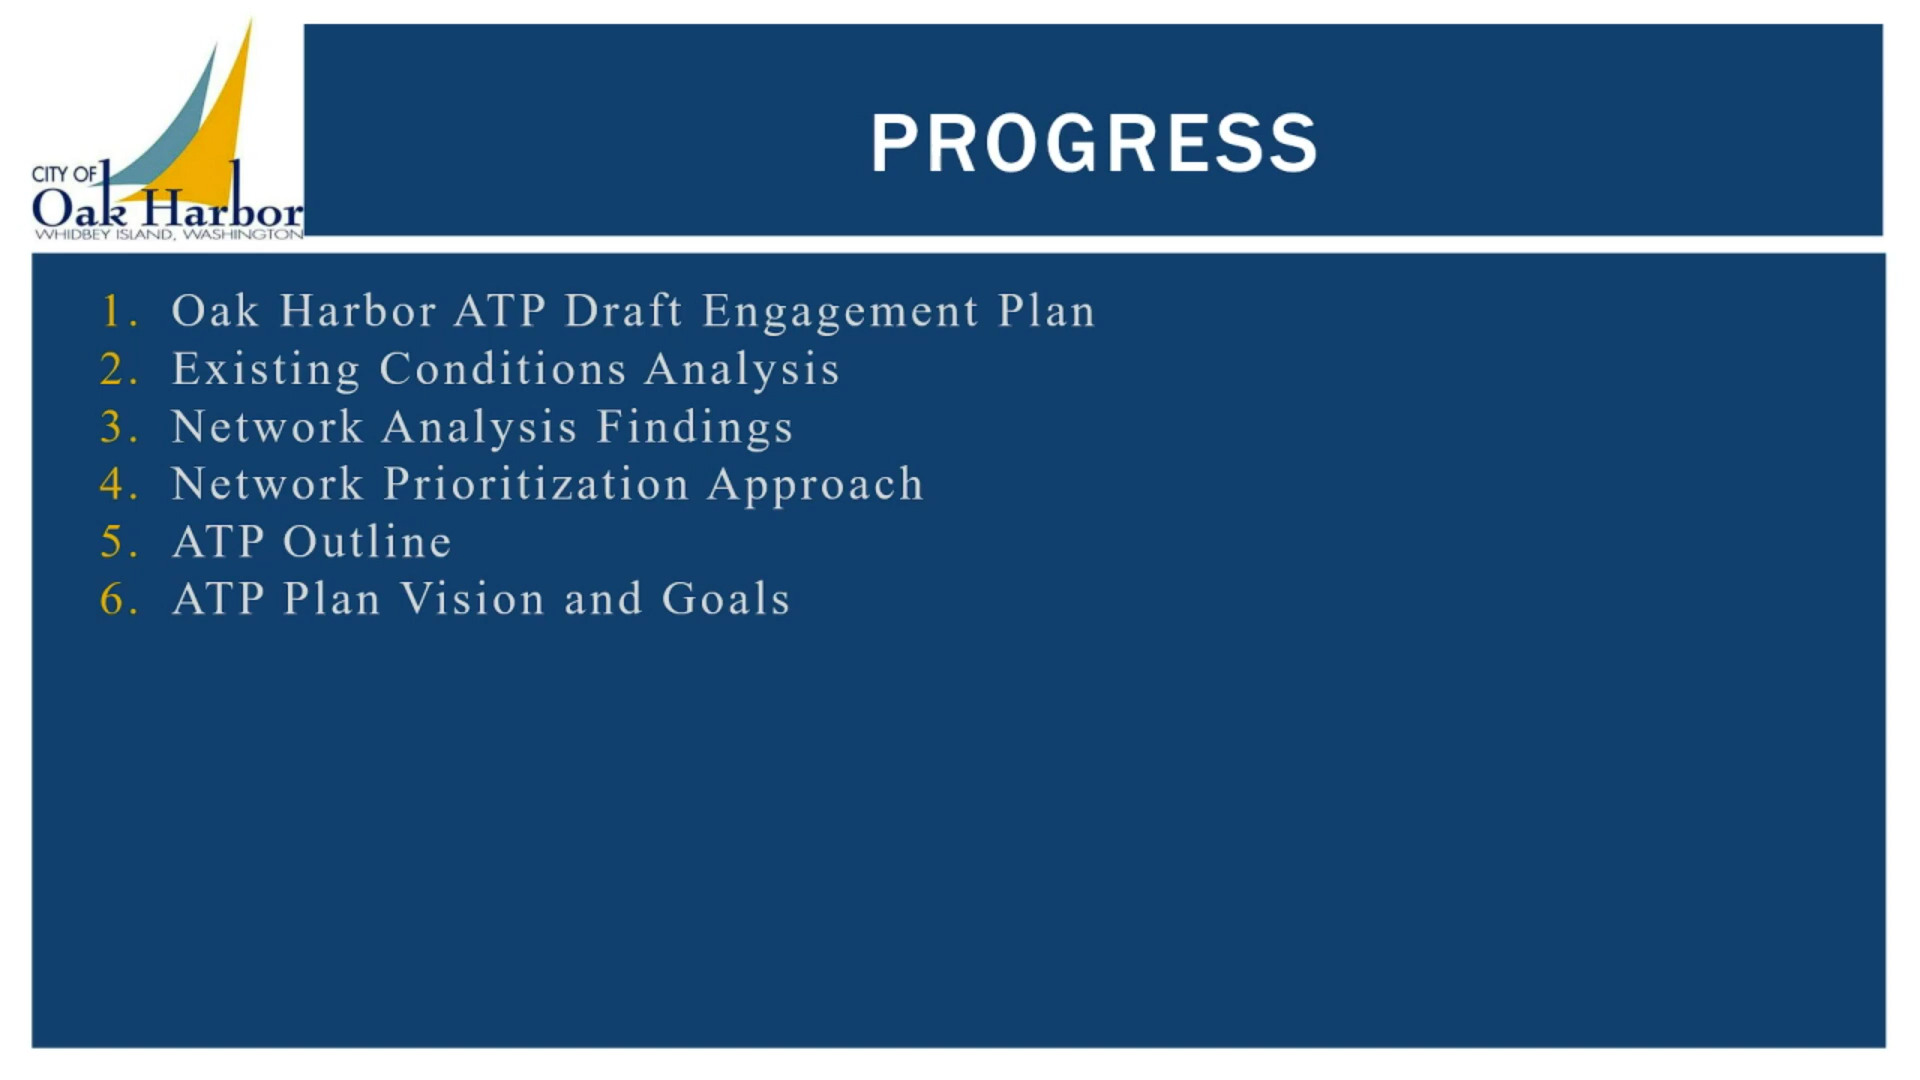 CITY OF
Oak Harbor
WHIDBEY ISLAND, WASHINGTON
PROGRESS
1. Oak Harbor ATP Draft Engagement Plan
2. Existing Conditions Analysis
3. Network Analysis Findings
4. Network Prioritization Approach
5. ATP Outline
6. ATP Plan Vision and Goals